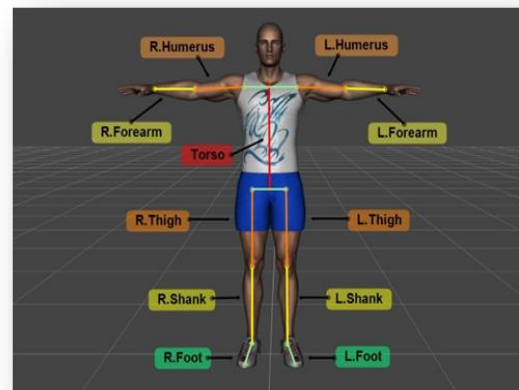 R.Humerus
L.Humerus
R.Forearm
L.Forearm
Torso
R.Thigh
L.Thigh
R.Shank
L.Shank
R.Foot
L.Foot